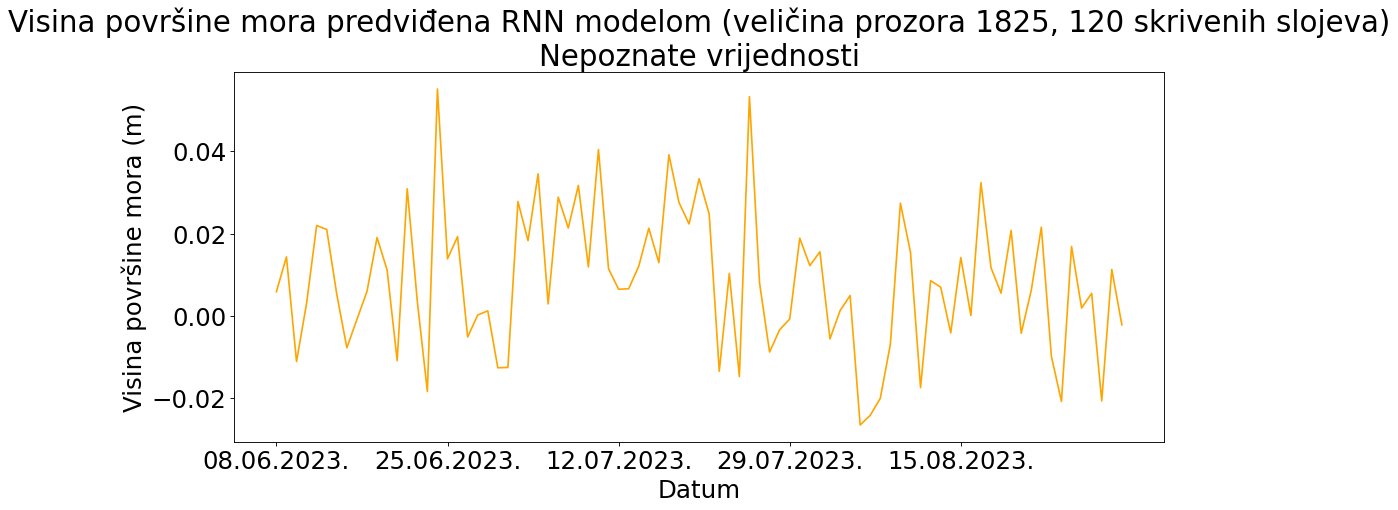 Visina površine mora predviđena RNN modelom (veličina prozora 1825, 120 skrivenih slojeva)
Nepoznate vrijednosti
Visina površine mora (m)
0.04
0.02
0.00
−0.02
08.06.2023.
25.06.2023.
12.07.2023.
29.07.2023.
15.08.2023.
Datum